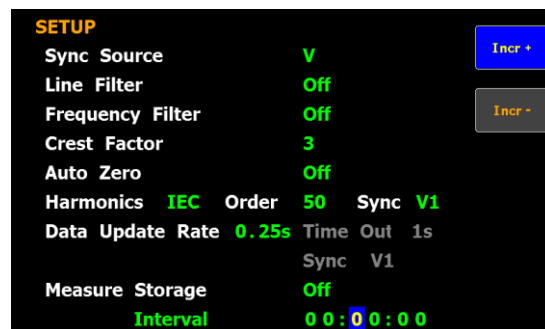 SETUP
Sync Source V
Incr +
Line Filter Off
Frequency Filter Off
Incr -
Crest Factor 3
Auto Zero Off
Harmonics IEC Order 50 Sync V1
Data Update Rate 0.25s Time Out 1s
Sync V1
Measure Storage Off
Interval 00:00:00